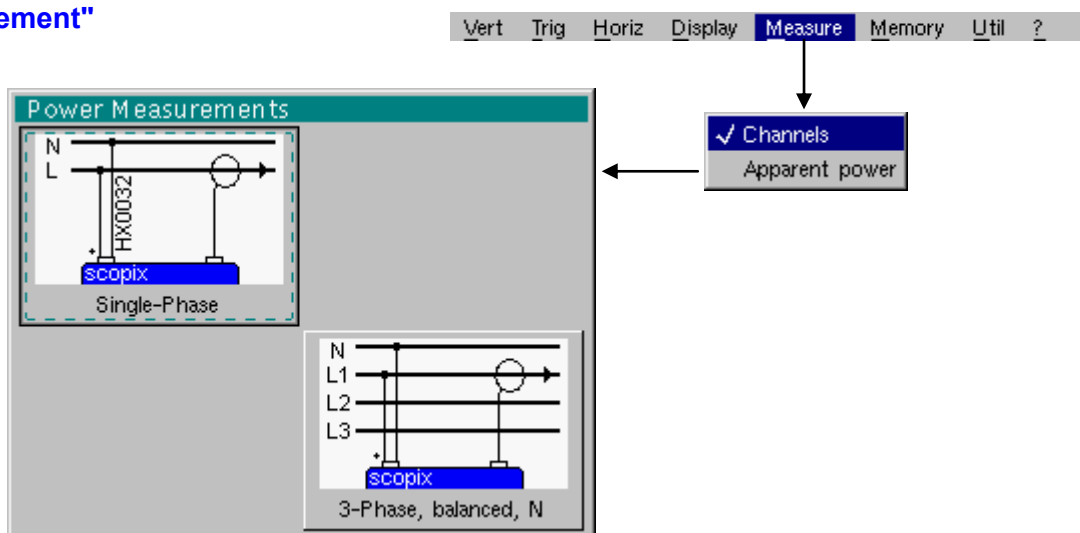 ement"
Vert Trig Horiz Display Measure Memory Util ?
Power Measurements
✓ Channels
Apparent power
N
L
HX0032
+
scopix
Single-Phase
N
L1
L2
L3
+
scopix
3-Phase, balanced, N